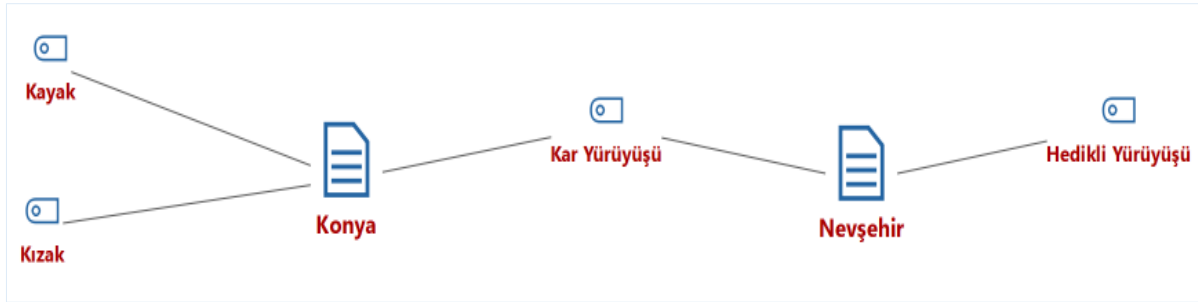 Kayak
Kar Yürüyüşü
Hedikli Yürüyüşü
Konya
Nevşehir
Kızak